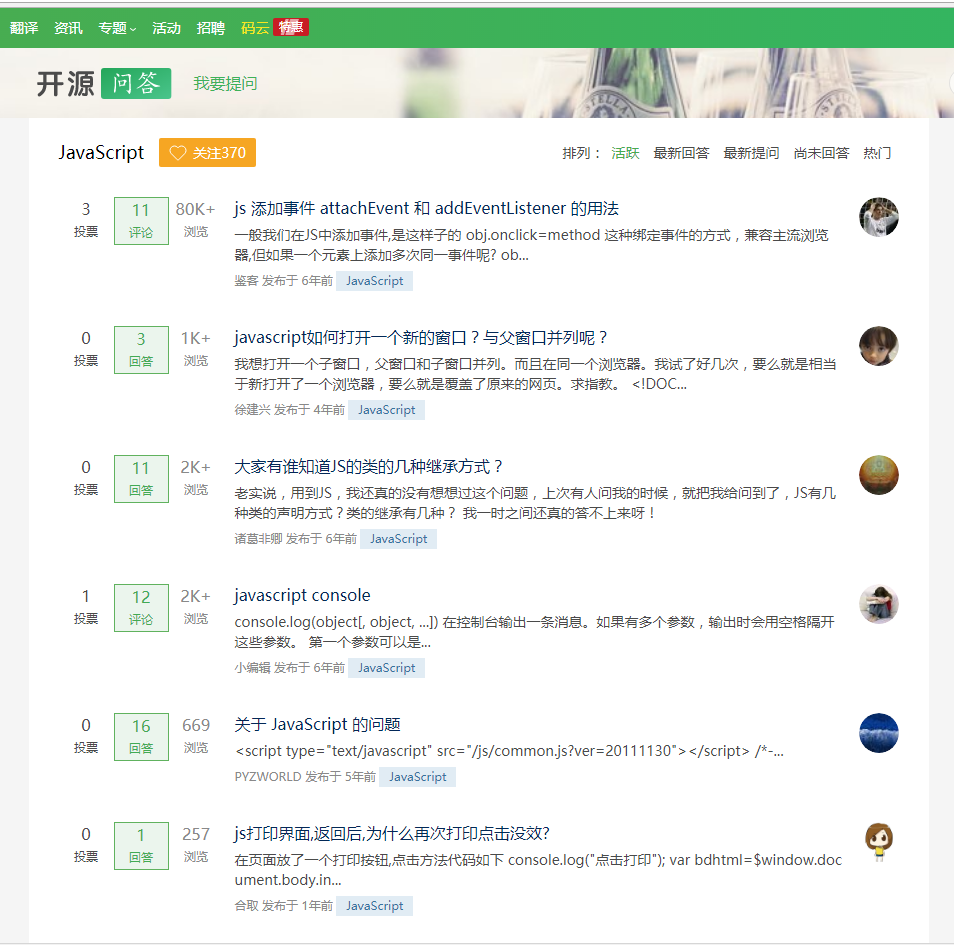 翻译 资讯 专题 活动 招聘 码云 特惠
开源 问答 我要提问
JavaScript 关注370 排列： 活跃 最新回答 最新提问 尚未回答 热门
3 11 80K+ js 添加事件 attachEvent 和 addEventListener 的用法
投票 评论 浏览 一般我们在JS中添加事件,是这样子的 obj.onclick=method 这种绑定事件的方式，兼容主流浏览
器,但如果一个元素上添加多次同一事件呢? ob...
鉴客 发布于 6年前 JavaScript
0 3 1K+ javascript如何打开一个新的窗口？与父窗口并列呢？
投票 回答 浏览 我想打开一个子窗口，父窗口和子窗口并列。而且在同一个浏览器。我试了好几次，要么就是相当
于新打开了一个浏览器，要么就是覆盖了原来的网页。求指教。 <!DOC...
徐建兴 发布于 4年前 JavaScript
0 11 2K+ 大家有谁知道JS的类的几种继承方式？
投票 回答 浏览 老实说，用到JS，我还真的没有想想过这个问题，上次有人问我的时候，就把我给问到了，JS有几
种类的声明方式？类的继承有几种？ 我一时之间还真的答不上来呀！
诸葛非卿 发布于 6年前 JavaScript
1 12 2K+ javascript console
投票 评论 浏览 console.log(object[, object, ...]) 在控制台输出一条消息。如果有多个参数，输出时会用空格隔开
这些参数。 第一个参数可以是...
小编辑 发布于 6年前 JavaScript
0 16 669 关于 JavaScript 的问题
投票 回答 浏览 <script type="text/javascript" src="/js/common.js?ver=20111130"></script> /*-...
PYZWORLD 发布于 5年前 JavaScript
0 1 257 js打印界面,返回后,为什么再次打印点击没效?
投票 回答 浏览 在页面放了一个打印按钮,点击方法代码如下 console.log("点击打印"); var bdhtml=$window.doc
ument.body.in...
合取 发布于 1年前 JavaScript